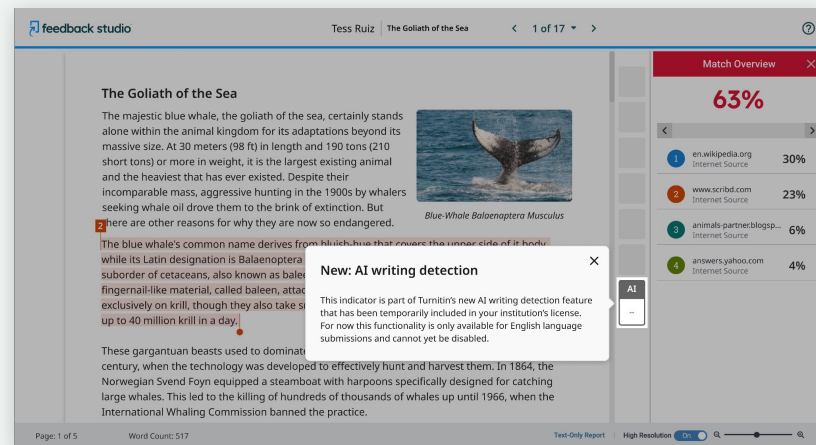 feedback studio
Tess Ruiz The Goliath of the Sea
1 of 17
The Goliath of the Sea
The majestic blue whale, the goliath of the sea, certainly stands
alone within the animal kingdom for its adaptations beyond its
massive size. At 30 meters (98 ft) in length and 190 tons (210
short tons) or more in weight, it is the largest existing animal
and the heaviest that has ever existed. Despite their
incomparable mass, aggressive hunting in the 1900s by whalers
seeking whale oil drove them to the brink of extinction. But
there are other reasons for why they are now so endangered.
Blue-Whale Balaenaptera Musculus
2
The blue whale's common name derives from bluish-hue that covers the upper side of it body,
while its Latin designation is Balaenoptera
suborder of cetaceans, also known as
fingernail-like material, called baleen,
exclusively on krill, though they also take
up to 40 million krill in a day.
These gargantuan beasts used to
century, when the technology was developed to effectively hunt and harvest them. In 1864, the
Norwegian Svend Foyn equipped a steamboat with harpoons specifically designed for catching
large whales. This led to the killing of hundreds of thousands of whales up until 1966, when the
International Whaling Commission banned the practice.
New: AI writing detection
This indicator is part of Turnitin's new AI writing detection feature
that has been temporarily included in your institution's license.
For now this functionality is only available for English language
submissions and cannot yet be disabled.
AI
--
Match Overview
63%
1 en.wikipedia.org 30%
Internet Source
2 www.scribd.com 23%
Internet Source
3 animals-partner.blogsp... 6%
Internet Source
4 answers.yahoo.com 4%
Internet Source
Page: 1 of 5 Word Count: 517 Text-Only Report High Resolution On